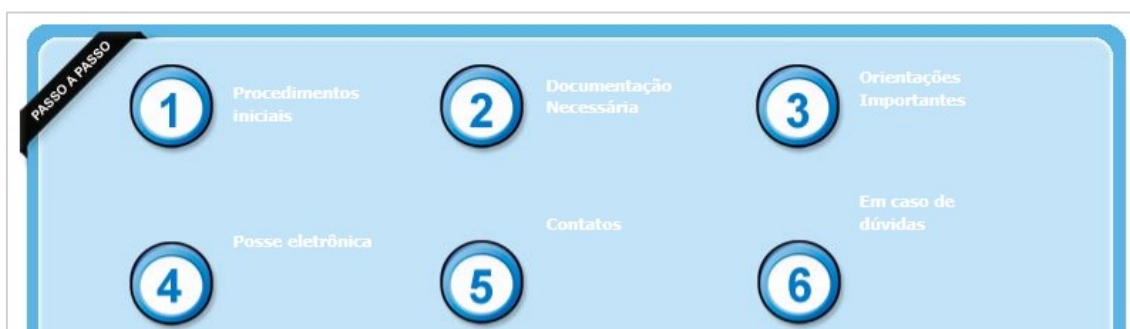 PASSO A PASSO
1
Procedimentos
iniciais
2
Documentação
Necessária
3
Orientações
Importantes
4
Posse eletrônica
5
Contatos
6
Em caso de
dúvidas